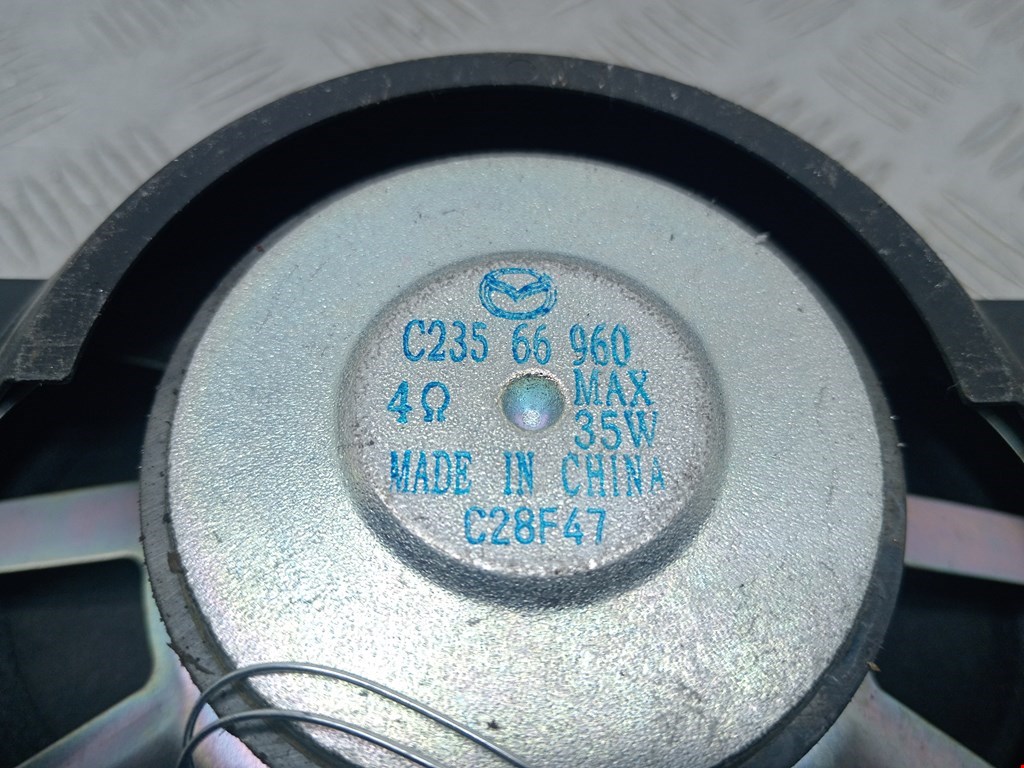 C235 66 960
4Ω MAX
35W
MADE IN CHINA
C28F47